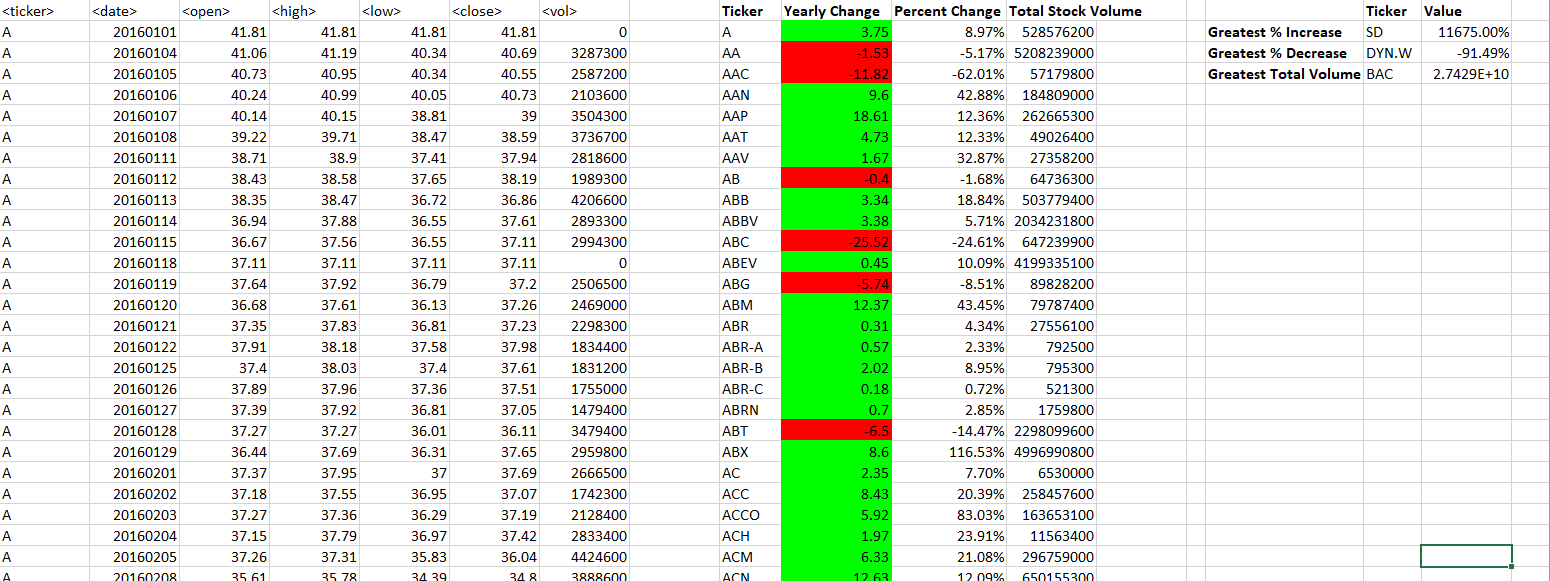 <ticker> <date> <open> <high> <low> <close> <vol> Ticker Yearly Change Percent Change Total Stock Volume Ticker Value
A 20160101 41.81 41.81 41.81 41.81 0 A 3.75 8.97% 528576200 Greatest % Increase SD 11675.00%
A 20160104 41.06 41.19 40.34 40.69 3287300 AA -1.53 -5.17% 5208239000 Greatest % Decrease DYN.W -91.49%
A 20160105 40.73 40.95 40.34 40.55 2587200 AAC -11.82 -62.01% 57179800 Greatest Total Volume BAC 2.7429E+10
A 20160106 40.24 40.99 40.05 40.73 2103600 AAN 9.6 42.88% 184809000
A 20160107 40.14 40.15 38.81 39 3504300 AAP 18.61 12.36% 262665300
A 20160108 39.22 39.71 38.47 38.59 3736700 AAT 4.73 12.33% 49026400
A 20160111 38.71 38.9 37.41 37.94 2818600 AAV 1.67 32.87% 27358200
A 20160112 38.43 38.58 37.65 38.19 1989300 AB -0.4 -1.68% 64736300
A 20160113 38.35 38.47 36.72 36.86 4206600 ABB 3.34 18.84% 503779400
A 20160114 36.94 37.88 36.55 37.61 2893300 ABBV 3.38 5.71% 2034231800
A 20160115 36.67 37.56 36.55 37.11 2994300 ABC -25.52 -24.61% 647239900
A 20160118 37.11 37.11 37.11 37.11 0 ABEV 0.45 10.09% 4199335100
A 20160119 37.64 37.92 36.79 37.2 2506500 ABG -5.74 -8.51% 89828200
A 20160120 36.68 37.61 36.13 37.26 2469000 ABM 12.37 43.45% 79787400
A 20160121 37.35 37.83 36.81 37.23 2298300 ABR 0.31 4.34% 27556100
A 20160122 37.91 38.18 37.58 37.98 1834400 ABR-A 0.57 2.33% 792500
A 20160125 37.4 38.03 37.4 37.61 1831200 ABR-B 2.02 8.95% 795300
A 20160126 37.89 37.96 37.36 37.51 1755000 ABR-C 0.18 0.72% 521300
A 20160127 37.39 37.92 36.81 37.05 1479400 ABRN 0.7 2.85% 1759800
A 20160128 37.27 37.27 36.01 36.11 3479400 ABT -6.5 -14.47% 2298099600
A 20160129 36.44 37.69 36.31 37.65 2959800 ABX 8.6 116.53% 4996990800
A 20160201 37.37 37.95 37 37.69 2666500 AC 2.35 7.70% 6530000
A 20160202 37.18 37.55 36.95 37.07 1742300 ACC 8.43 20.39% 258457600
A 20160203 37.27 37.36 36.29 37.19 2128400 ACCO 5.92 83.03% 163653100
A 20160204 37.15 37.79 36.97 37.42 2833400 ACH 1.97 23.91% 11563400
A 20160205 37.26 37.31 35.83 36.04 4424600 ACM 6.33 21.08% 296759000
A 20160208 35.61 35.78 34.39 34.8 3888600 ACN 12.63 12.09% 650155300